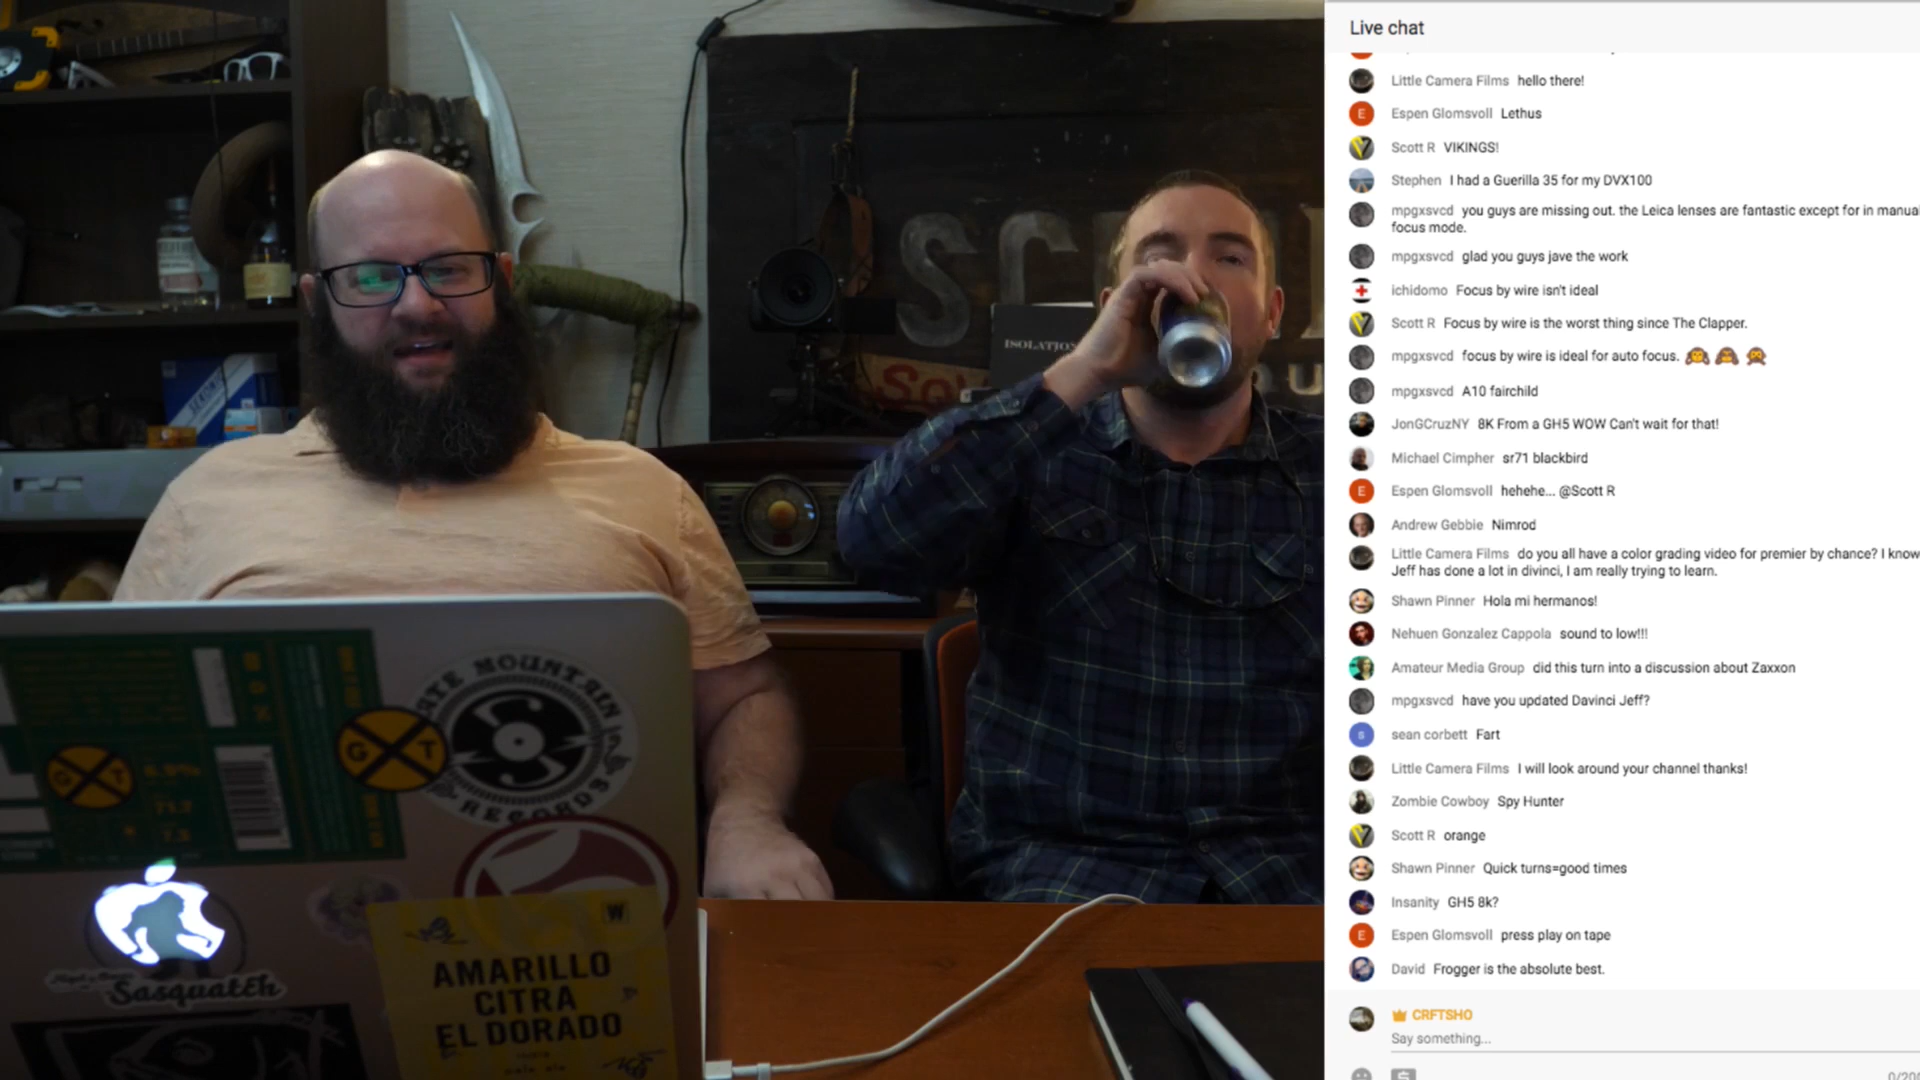 Live chat
Little Camera Films hello there!
Espen Glomsvoll Lethus
Scott R VIKINGS!
Stephen I had a Guerilla 35 for my DVX100
mpgxsvcd you guys are missing out. the Leica lenses are fantastic except for in manual
focus mode.
mpgxsvcd glad you guys jave the work
ichidomo Focus by wire isn't ideal
Scott R Focus by wire is the worst thing since The Clapper.
mpgxsvcd focus by wire is ideal for auto focus. 🙊🙈🙊
mpgxsvcd A10 fairchild
JonGCruzNY 8K From a GH5 WOW Can't wait for that!
Michael Cimpher sr71 blackbird
E Espen Glomsvoll hehehe... @Scott R
Andrew Gebbie Nimrod
Little Camera Films do you all have a color grading video for premier by chance? I know
Jeff has done a lot in divinci, I am really trying to learn.
Shawn Pinner Hola mi hermanos!
Nehuen Gonzalez Cappola sound to low!!!
Amateur Media Group did this turn into a discussion about Zaxxon
mpgxsvcd have you updated Davinci Jeff?
s sean corbett Fart
Little Camera Films I will look around your channel thanks!
Zombie Cowboy Spy Hunter
Scott R orange
Shawn Pinner Quick turns=good times
Insanity GH5 8k?
E Espen Glomsvoll press play on tape
David Frogger is the absolute best.
CRFTSHO
Say something...
0/200
ISOLATION
G T
G T
MOUNTAIN
RECORDS
Sasquatch
W
AMARILLO
CITRA
EL DORADO